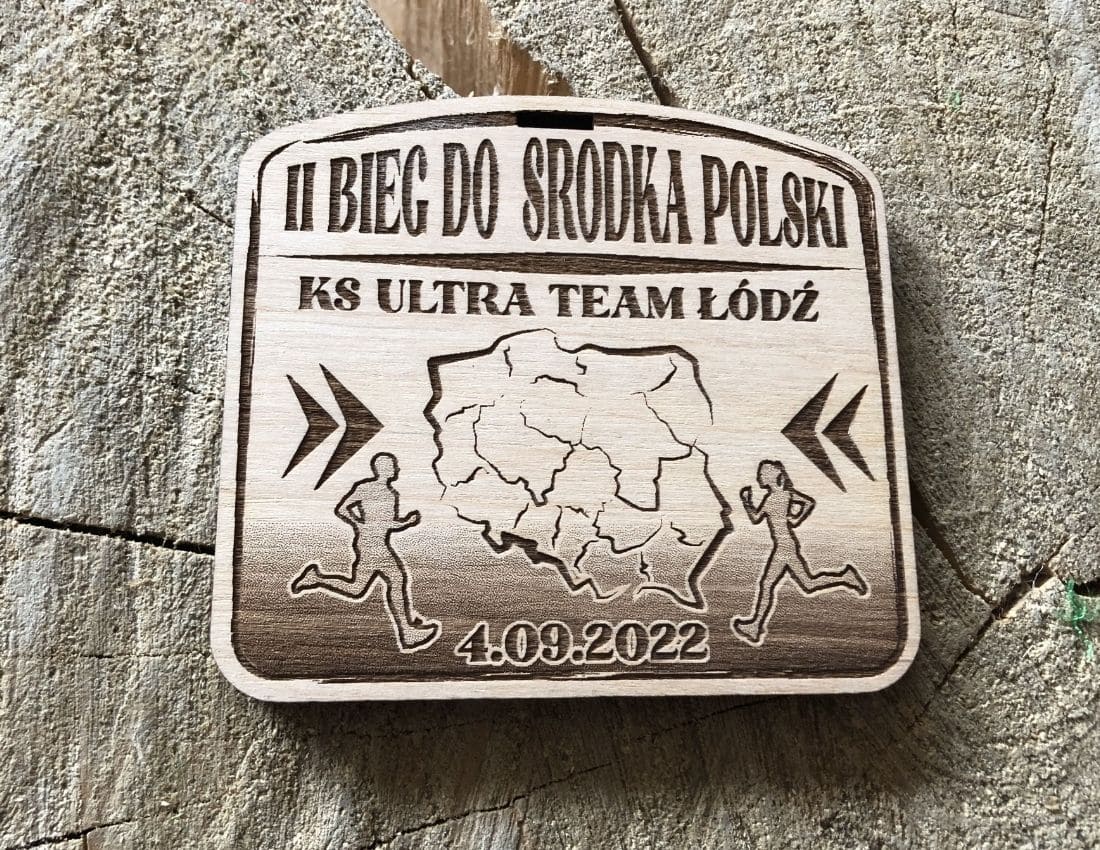 II BIEG DO SRODKA POLSKI
KS ULTRA TEAM ŁÓDŹ
4.09.2022